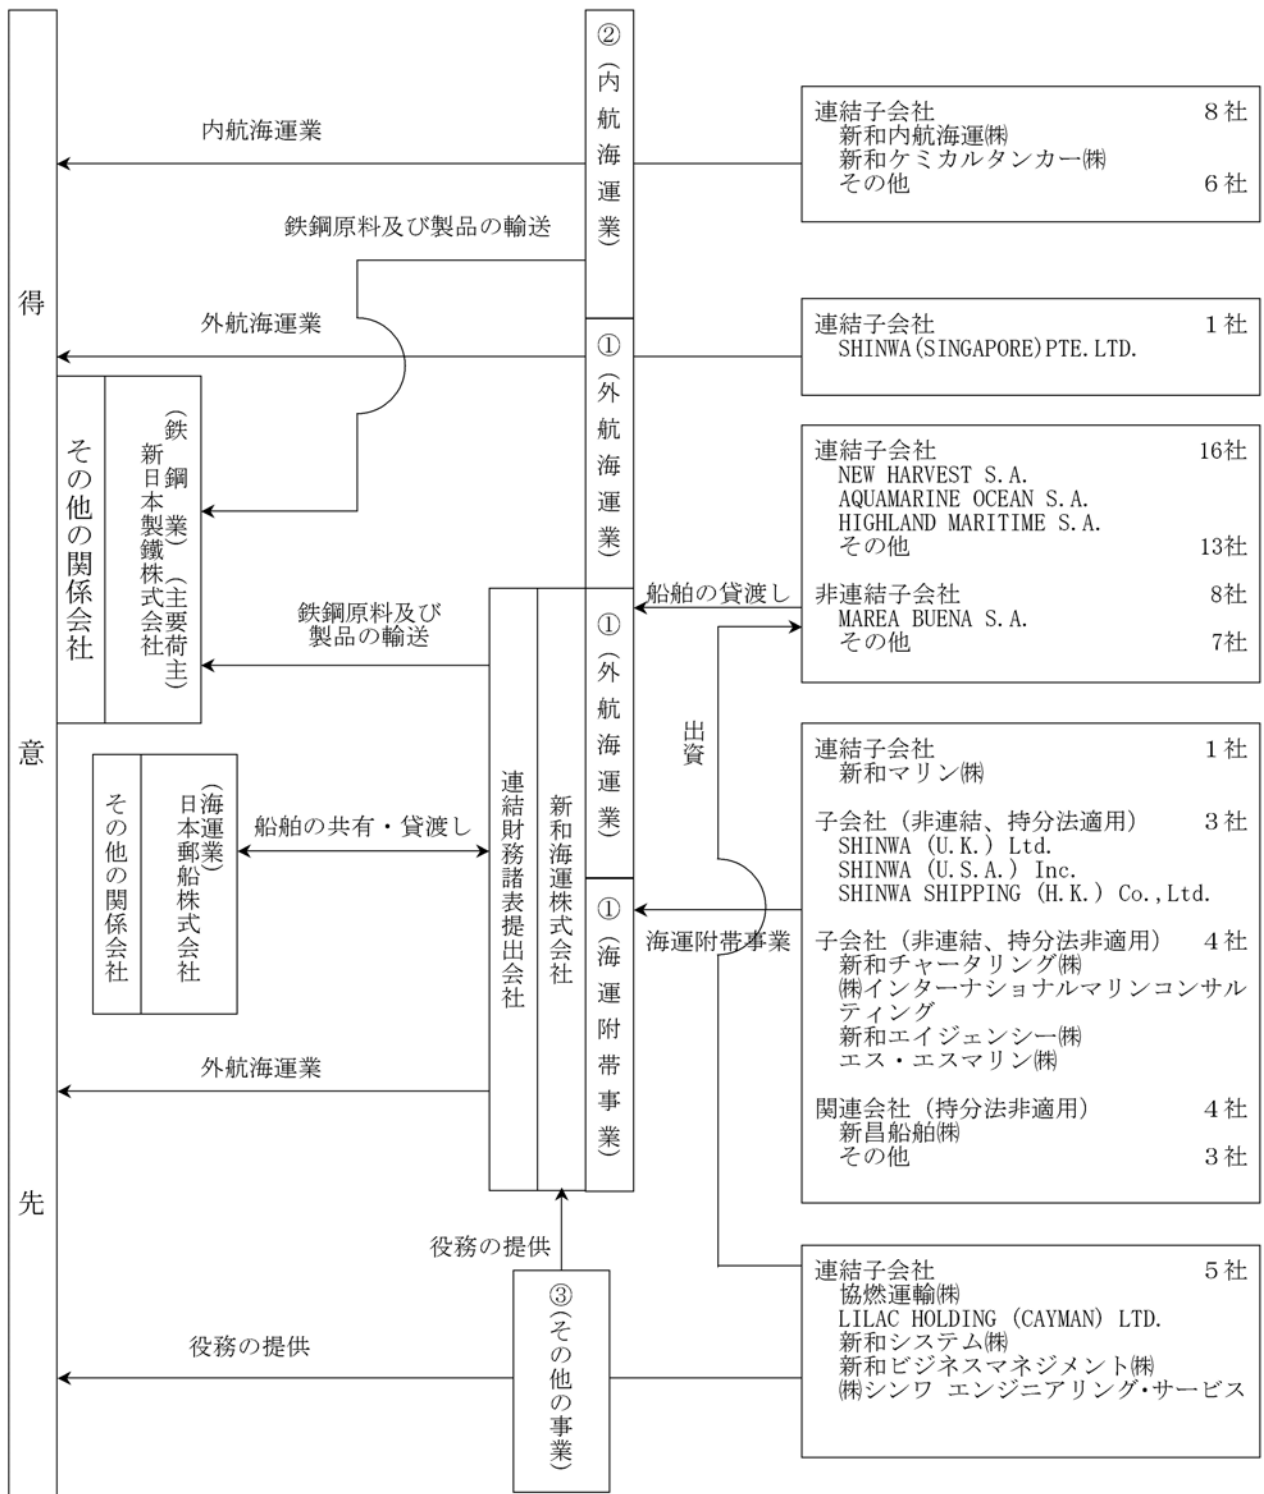 得意先
内航海運業
鉄鋼原料及び製品の輸送
外航海運業
(鉄鋼業)(主要荷主)
新日本製鐵株式会社
その他の関係会社
鉄鋼原料及び
製品の輸送
(海運業)
日本郵船株式会社
その他の関係会社
船舶の共有・貸渡し
外航海運業
役務の提供
役務の提供
②(内航海運業)
①(外航海運業)
①(外航海運業)
①(海運附帯事業)
新和海運株式会社
連結財務諸表提出会社
③(その他の事業)
船舶の貸渡し
出資
海運附帯事業
連結子会社 8社
新和内航海運㈱
新和ケミカルタンカー㈱
その他 6社
連結子会社 1社
SHINWA(SINGAPORE)PTE.LTD.
連結子会社 16社
NEW HARVEST S.A.
AQUAMARINE OCEAN S.A.
HIGHLAND MARITIME S.A.
その他 13社
非連結子会社 8社
MAREA BUENA S.A.
その他 7社
連結子会社 1社
新和マリン㈱
子会社(非連結、持分法適用) 3社
SHINWA (U.K.) Ltd.
SHINWA (U.S.A.) Inc.
SHINWA SHIPPING (H.K.) Co.,Ltd.
子会社(非連結、持分法非適用) 4社
新和チャータリング㈱
㈱インターナショナルマリンコンサル
ティング
新和エイジェンシー㈱
エス・エスマリン㈱
関連会社(持分法非適用) 4社
新昌船舶㈱
その他 3社
連結子会社 5社
協燃運輸㈱
LILAC HOLDING (CAYMAN) LTD.
新和システム㈱
新和ビジネスマネジメント㈱
㈱シンワ エンジニアリング・サービス